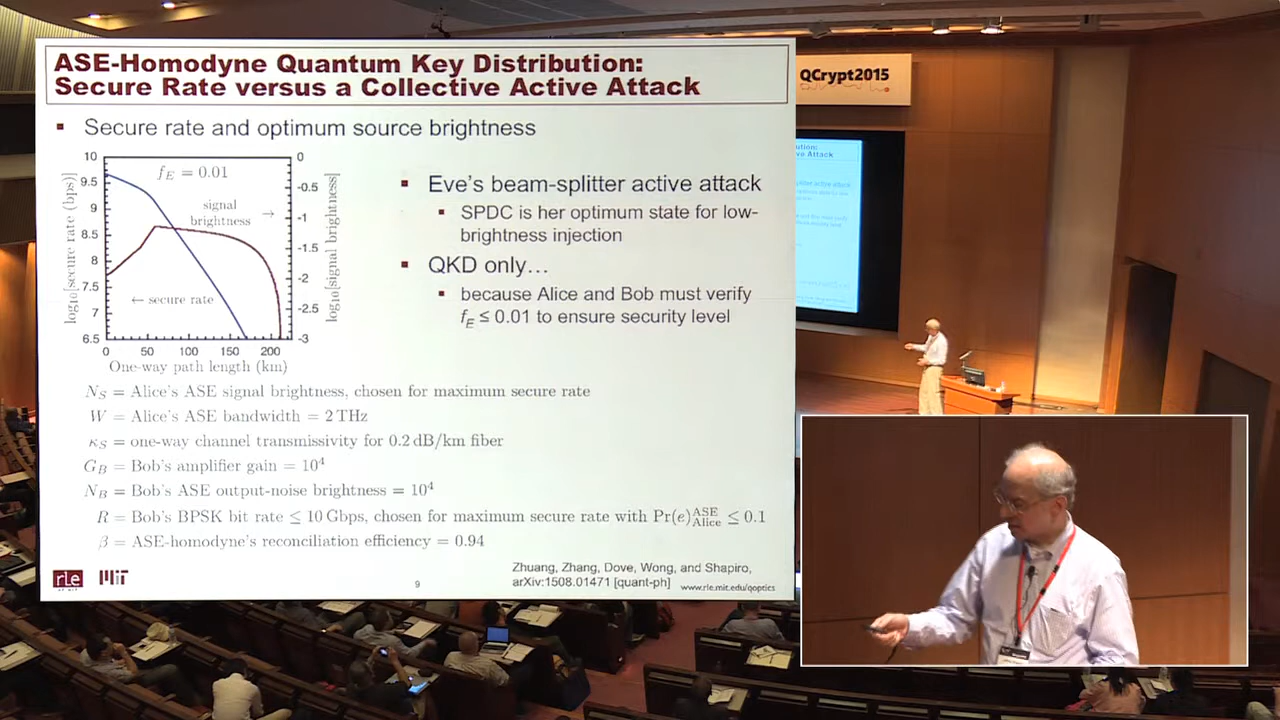 ASE-Homodyne Quantum Key Distribution:
Secure Rate versus a Collective Active Attack
Secure rate and optimum source brightness
10
9.5
9
8.5
8
7.5
7
6.5
log10[secure rate (bps)]
f_E = 0.01
signal
brightness →
← secure rate
0
-0.5
-1
-1.5
-2
-2.5
-3
log10[signal brightness]
0 50 100 150 200
One-way path length (km)
Eve's beam-splitter active attack
SPDC is her optimum state for low-
brightness injection
QKD only…
because Alice and Bob must verify
f_E ≤ 0.01 to ensure security level
N_S = Alice's ASE signal brightness, chosen for maximum secure rate
W = Alice's ASE bandwidth = 2 THz
κ_S = one-way channel transmissivity for 0.2 dB/km fiber
G_B = Bob's amplifier gain = 10^4
N_B = Bob's ASE output-noise brightness = 10^4
R = Bob's BPSK bit rate ≤ 10 Gbps, chosen for maximum secure rate with Pr(e)^ASE_Alice ≤ 0.1
β = ASE-homodyne's reconciliation efficiency = 0.94
Zhuang, Zhang, Dove, Wong, and Shapiro,
arXiv:1508.01471 [quant-ph]
www.rle.mit.edu/qoptics
rle
MIT
9
QCrypt2015